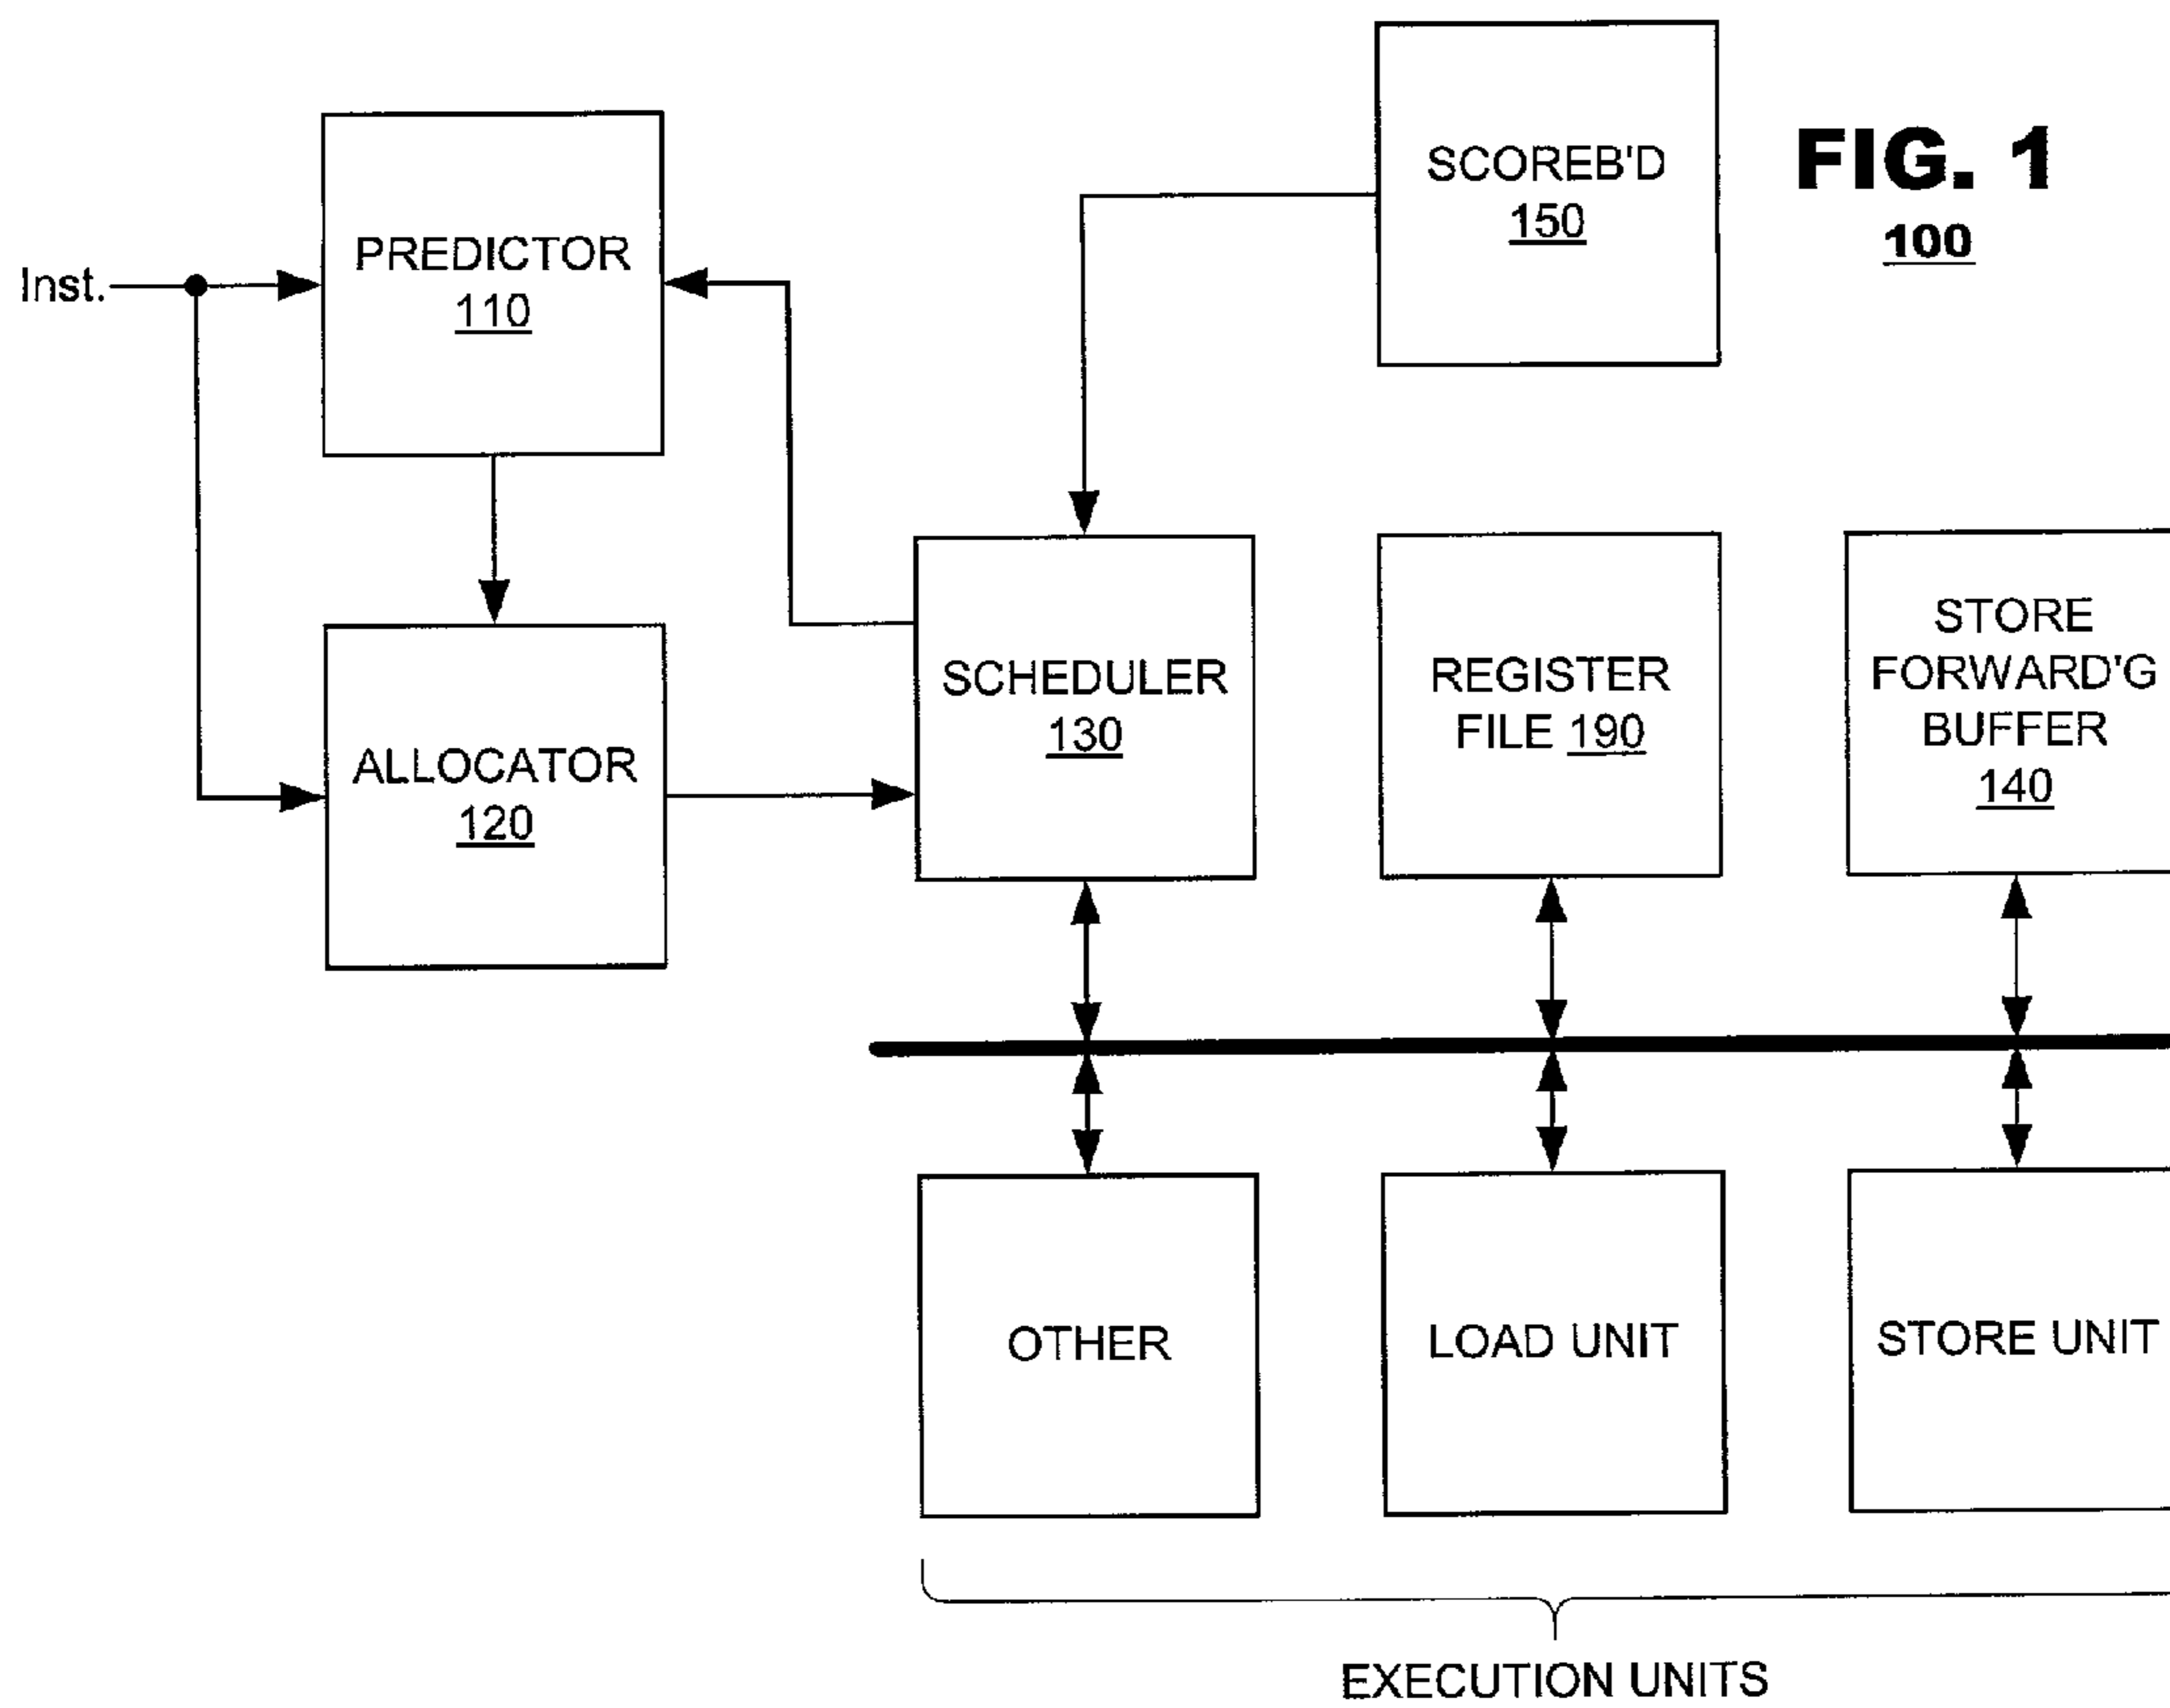 FIG. 1
100
SCOREB'D
150
PREDICTOR
110
Inst.
ALLOCATOR
120
SCHEDULER
130
REGISTER
FILE 190
STORE
FORWARD'G
BUFFER
140
OTHER
LOAD UNIT
STORE UNIT
EXECUTION UNITS